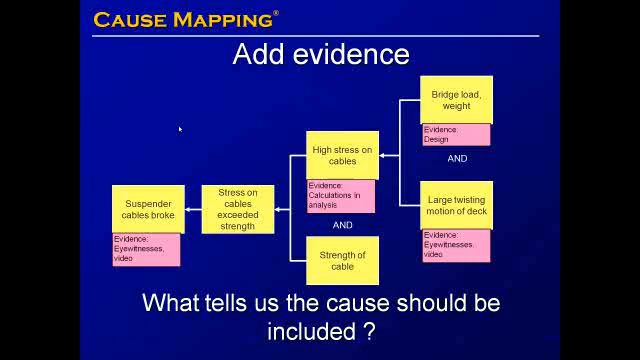 CAUSE MAPPING®
Add evidence
Bridge load,
weight
Evidence:
Design
AND
High stress on
cables
Evidence:
Calculations in
analysis
AND
Large twisting
motion of deck
Evidence:
Eyewitnesses,
video
Suspender
cables broke
Evidence:
Eyewitnesses,
video
Stress on
cables
exceeded
strength
Strength of
cable
What tells us the cause should be
included ?